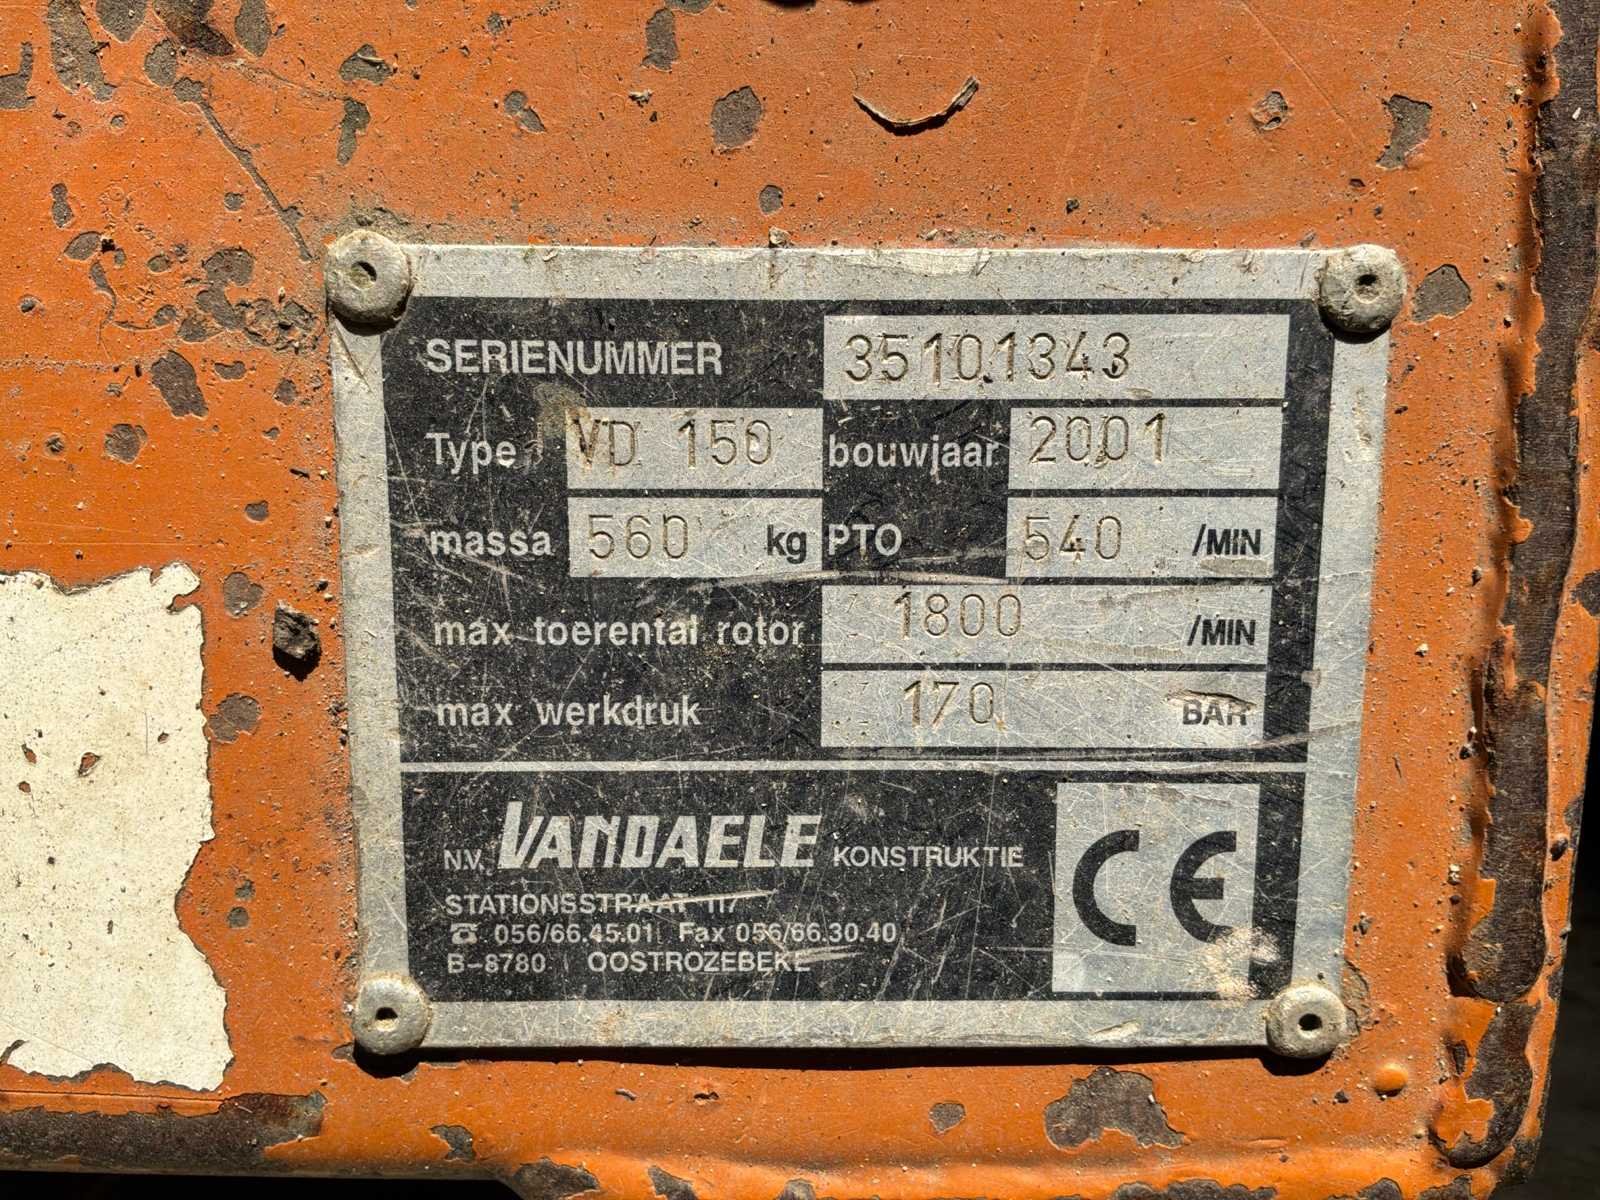 SERIENUMMER 35101343
Type VD 150 bouwjaar 2001
massa 560 kg PTO 540 /MIN
max toerental rotor 1800 /MIN
max werkdruk 170 BAR
N.V. VANDAELE KONSTRUKTIE CE
STATIONSSTRAAT 117
☎ 056/66.45.01 Fax 056/66.30.40
B-8780 OOSTROZEBEKE